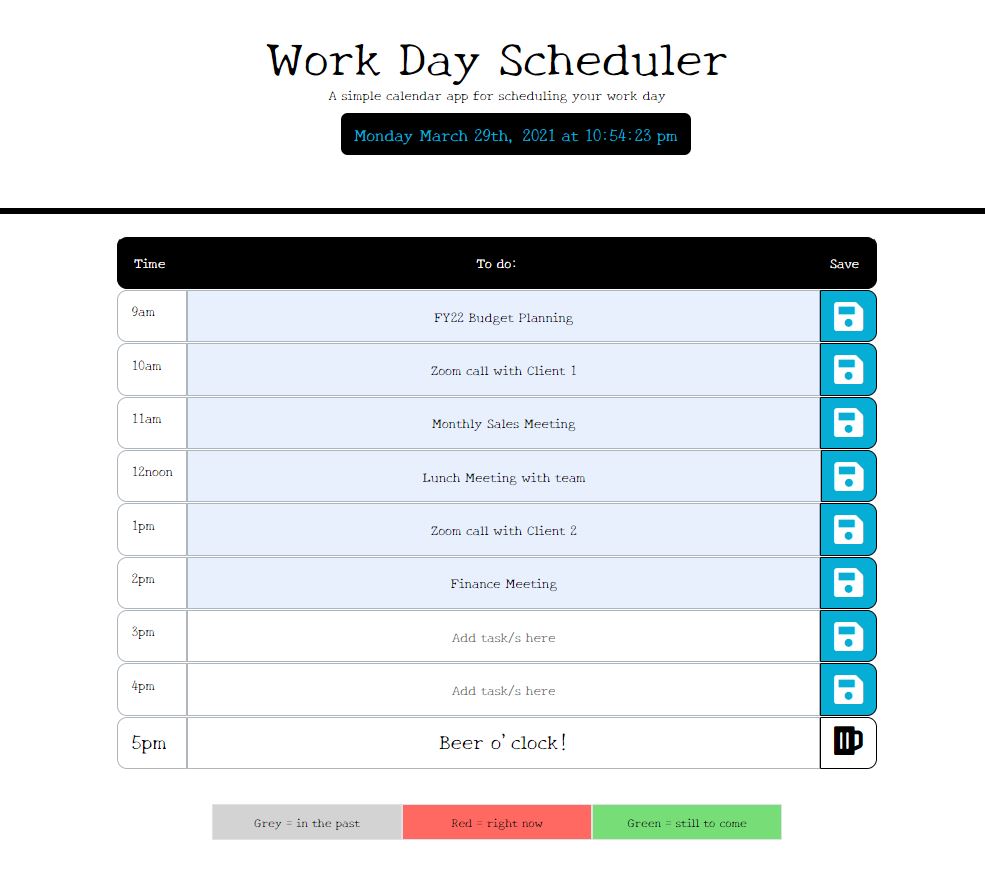 Work Day Scheduler
A simple calendar app for scheduling your work day
Monday March 29th, 2021 at 10:54:23 pm
Time To do: Save
9am FY22 Budget Planning
10am Zoom call with Client 1
11am Monthly Sales Meeting
12noon Lunch Meeting with team
1pm Zoom call with Client 2
2pm Finance Meeting
3pm Add task/s here
4pm Add task/s here
5pm Beer o'clock!
Grey = in the past Red = right now Green = still to come